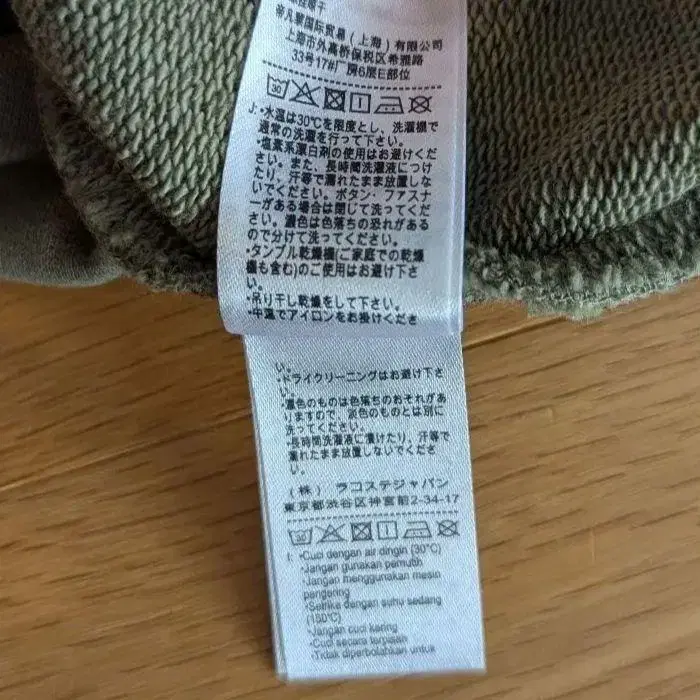 帝凡黎国际贸易（上海）有限公司
上海市外高桥保税区希雅路
33号17#厂房6层E部位
30
J: •水温は30℃を限度とし、洗濯機で
通常の洗濯を行って下さい。
•塩素系漂白剤の使用はお避けくだ
さい。また、長時間洗濯液につけ
たり、汗等で濡れたまま放置しな
いでください。ボタン・ファスナ
ーがある場合は閉じて洗ってくだ
さい。濃色は色落ちの恐れがある
ので分けて洗ってください。
•タンブル乾燥機(ご家庭での乾燥
機も含む)のご使用はお避け下さ
い。
•吊り干し乾燥をして下さい。
•中温でアイロンをお掛けくださ
い。
•ドライクリーニングはお避け下さ
い。
•濃色のものは色落ちのおそれがあ
りますので、淡色のものとは別に
洗ってください。
•長時間洗濯液に漬けたり、汗等で
濡れたまま放置しないでくださ
い。
（株） ラコステジャパン
東京都渋谷区神宮前2-34-17
30
I: •Cuci dengan air dingin (30°C)
•Jangan gunakan pemutih
•Jangan menggunakan mesin
pengering
•Setrika dengan suhu sedang
(150°C)
•Jangan cuci kering
•Cuci secara terpisah
•Tidak diperbolahkan untuk